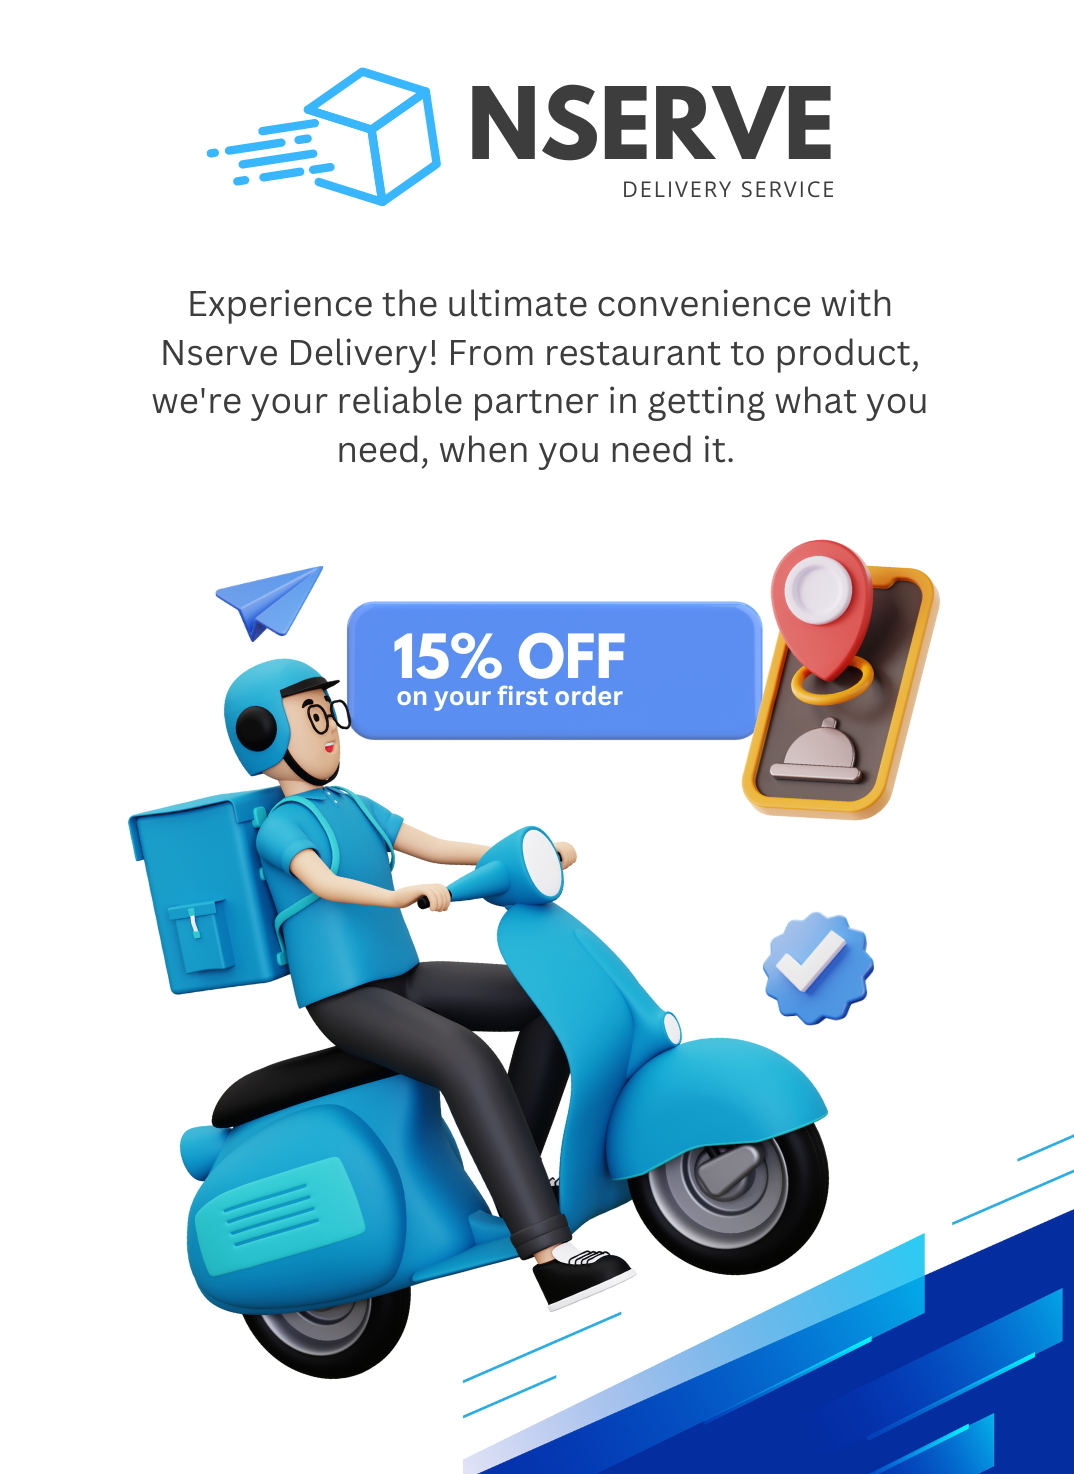 NSERVE
DELIVERY SERVICE
Experience the ultimate convenience with
Nserve Delivery! From restaurant to product,
we're your reliable partner in getting what you
need, when you need it.
15% OFF
on your first order